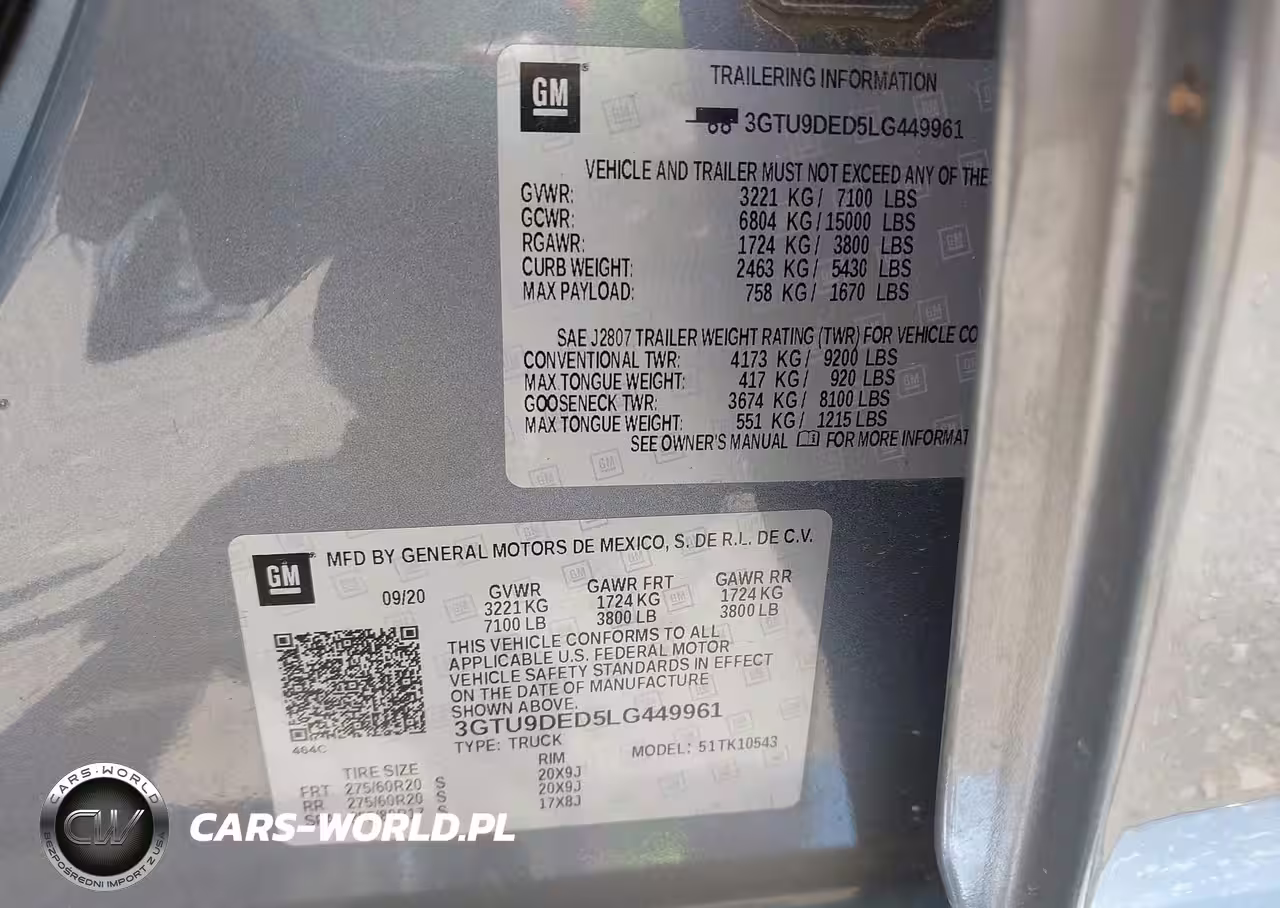 GM
TRAILERING INFORMATION
3GTU9DED5LG449961
VEHICLE AND TRAILER MUST NOT EXCEED ANY OF THE
GVWR: 3221 KG/ 7100 LBS
GCWR: 6804 KG/15000 LBS
RGAWR: 1724 KG/ 3800 LBS
CURB WEIGHT: 2463 KG/ 5430 LBS
MAX PAYLOAD: 758 KG/ 1670 LBS
SAE J2807 TRAILER WEIGHT RATING (TWR) FOR VEHICLE CO
CONVENTIONAL TWR: 4173 KG/ 9200 LBS
MAX TONGUE WEIGHT: 417 KG/ 920 LBS
GOOSENECK TWR: 3674 KG/ 8100 LBS
MAX TONGUE WEIGHT: 551 KG/ 1215 LBS
SEE OWNER'S MANUAL FOR MORE INFORMAT
GM
MFD BY GENERAL MOTORS DE MEXICO, S. DE R.L. DE C.V.
09/20 GVWR GAWR FRT GAWR RR
3221 KG 1724 KG 1724 KG
7100 LB 3800 LB 3800 LB
THIS VEHICLE CONFORMS TO ALL
APPLICABLE U.S. FEDERAL MOTOR
VEHICLE SAFETY STANDARDS IN EFFECT
ON THE DATE OF MANUFACTURE
SHOWN ABOVE.
3GTU9DED5LG449961
464C
TYPE: TRUCK MODEL: 51TK10543
TIRE SIZE RIM
FRT 275/60R20 S 20X9J
RR 275/60R20 S 20X9J
17X8J
CARS-WORLD
CW
BEZPOŚREDNI IMPORT Z USA
CARS-WORLD.PL